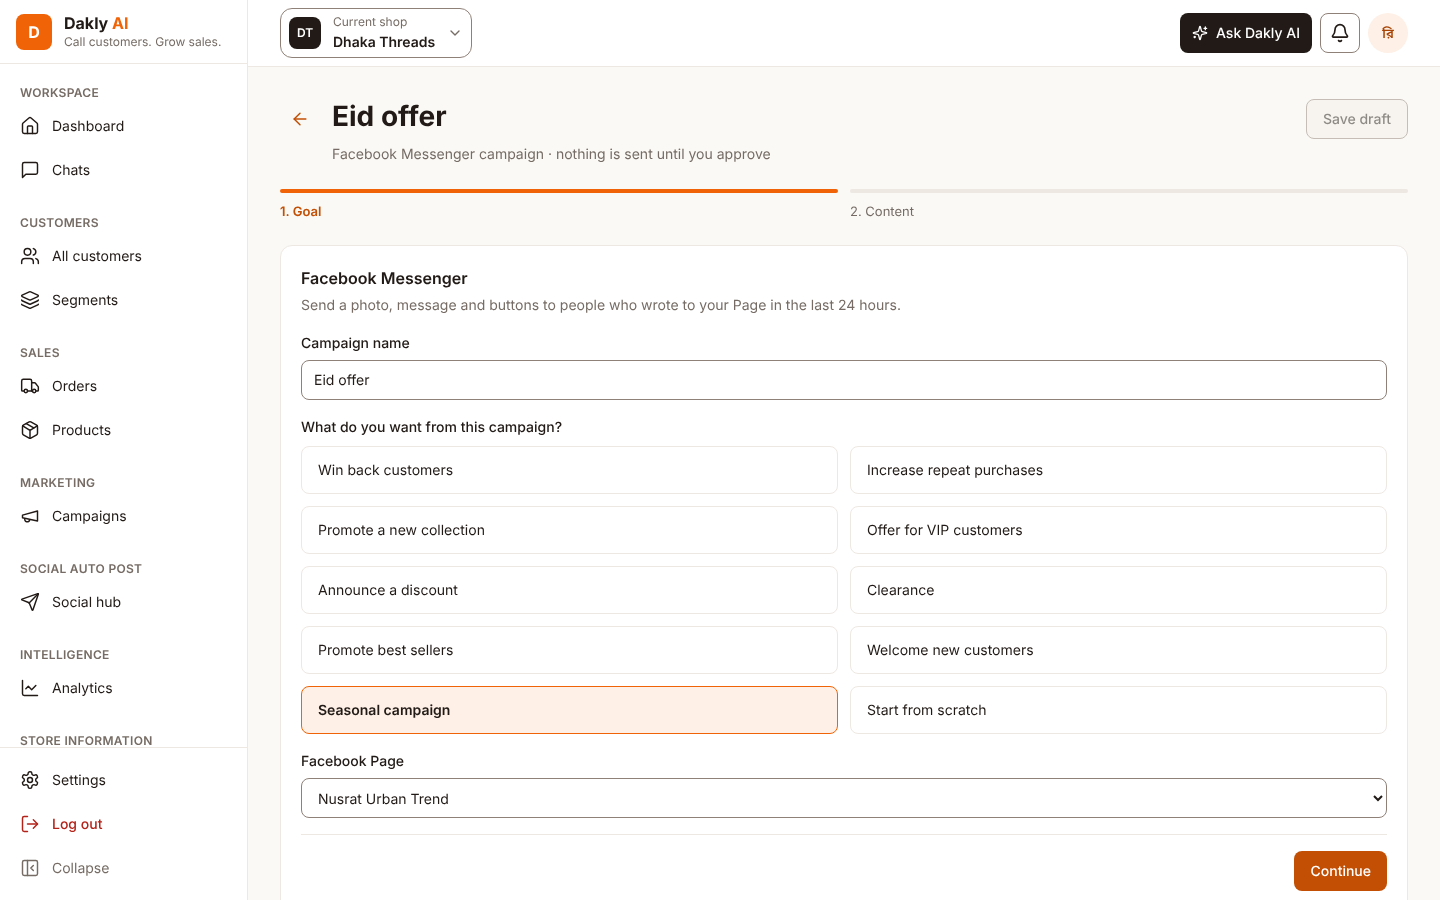 D
Dakly AI
Call customers. Grow sales.
WORKSPACE
Dashboard
Chats
CUSTOMERS
All customers
Segments
SALES
Orders
Products
MARKETING
Campaigns
SOCIAL AUTO POST
Social hub
INTELLIGENCE
Analytics
STORE INFORMATION
Settings
Log out
Collapse
DT
Current shop
Dhaka Threads
Ask Dakly AI
রি
Eid offer
Save draft
Facebook Messenger campaign · nothing is sent until you approve
1. Goal
2. Content
Facebook Messenger
Send a photo, message and buttons to people who wrote to your Page in the last 24 hours.
Campaign name
Eid offer
What do you want from this campaign?
Win back customers
Increase repeat purchases
Promote a new collection
Offer for VIP customers
Announce a discount
Clearance
Promote best sellers
Welcome new customers
Seasonal campaign
Start from scratch
Facebook Page
Nusrat Urban Trend
Continue